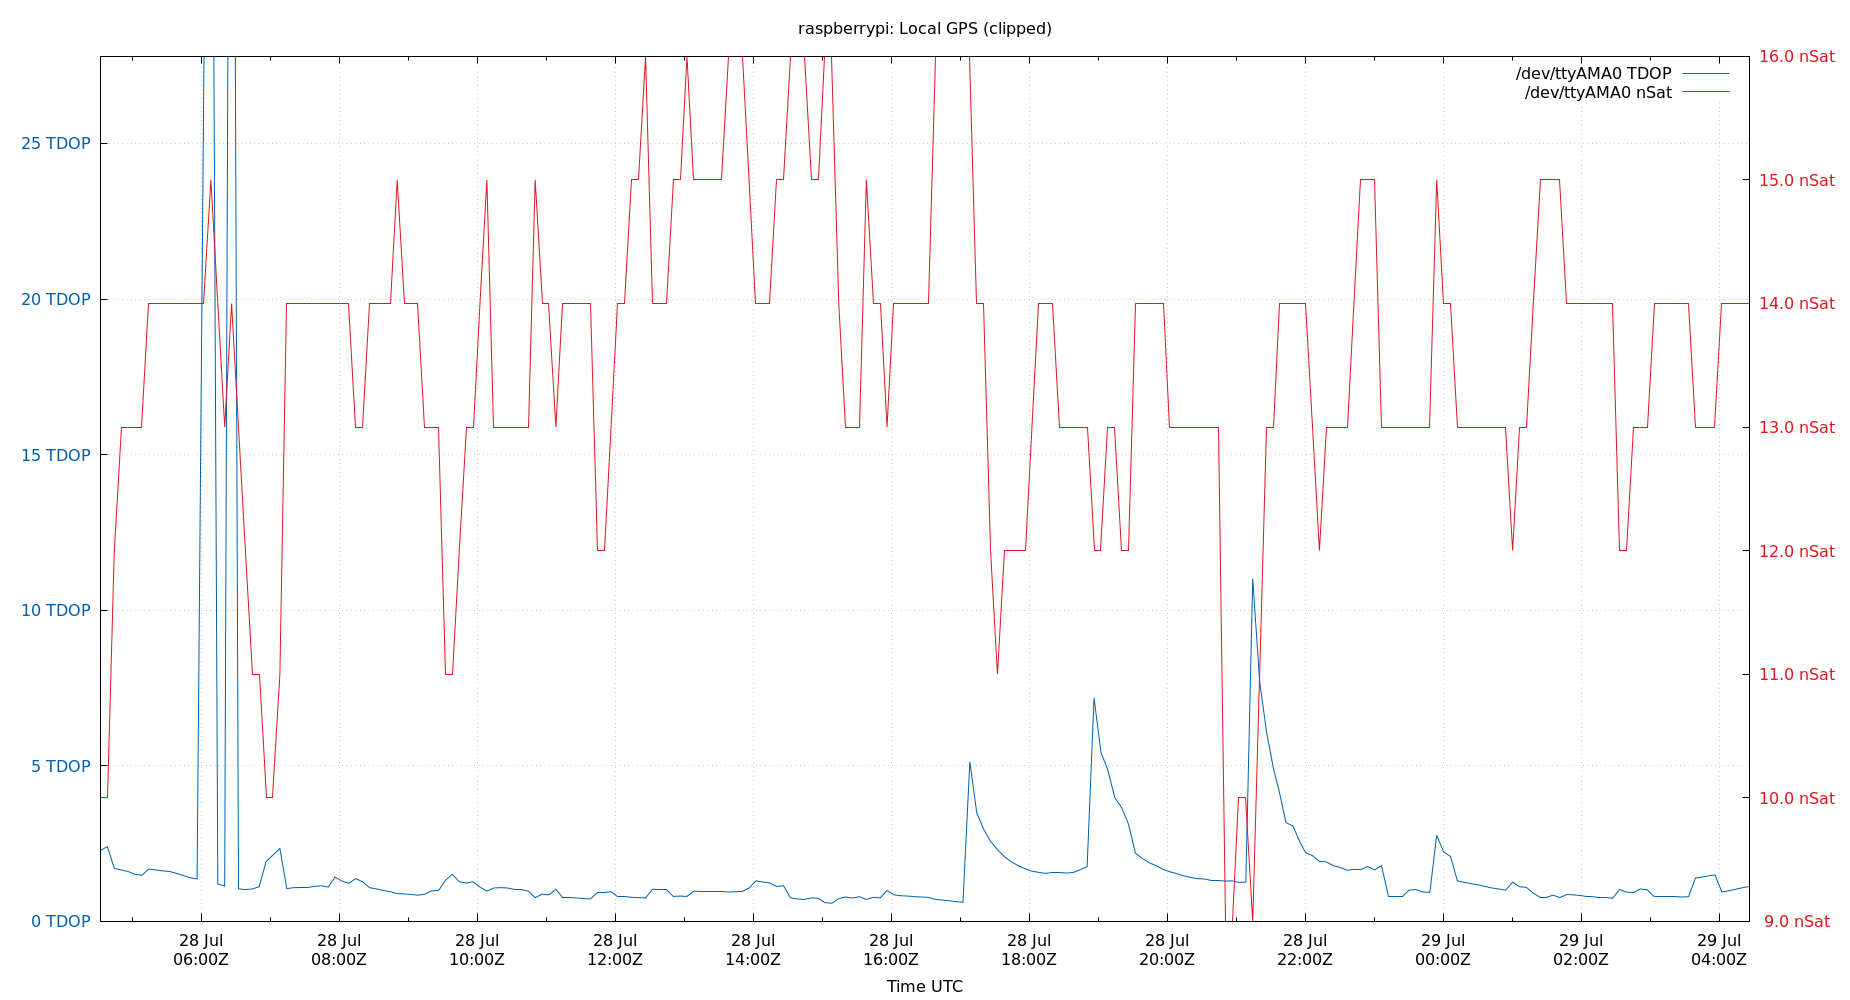 raspberrypi: Local GPS (clipped)
/dev/ttyAMA0 TDOP
/dev/ttyAMA0 nSat
25 TDOP
20 TDOP
15 TDOP
10 TDOP
5 TDOP
0 TDOP
16.0 nSat
15.0 nSat
14.0 nSat
13.0 nSat
12.0 nSat
11.0 nSat
10.0 nSat
9.0 nSat
28 Jul 28 Jul 28 Jul 28 Jul 28 Jul 28 Jul 28 Jul 28 Jul 28 Jul 29 Jul 29 Jul 29 Jul
06:00Z 08:00Z 10:00Z 12:00Z 14:00Z 16:00Z 18:00Z 20:00Z 22:00Z 00:00Z 02:00Z 04:00Z
Time UTC